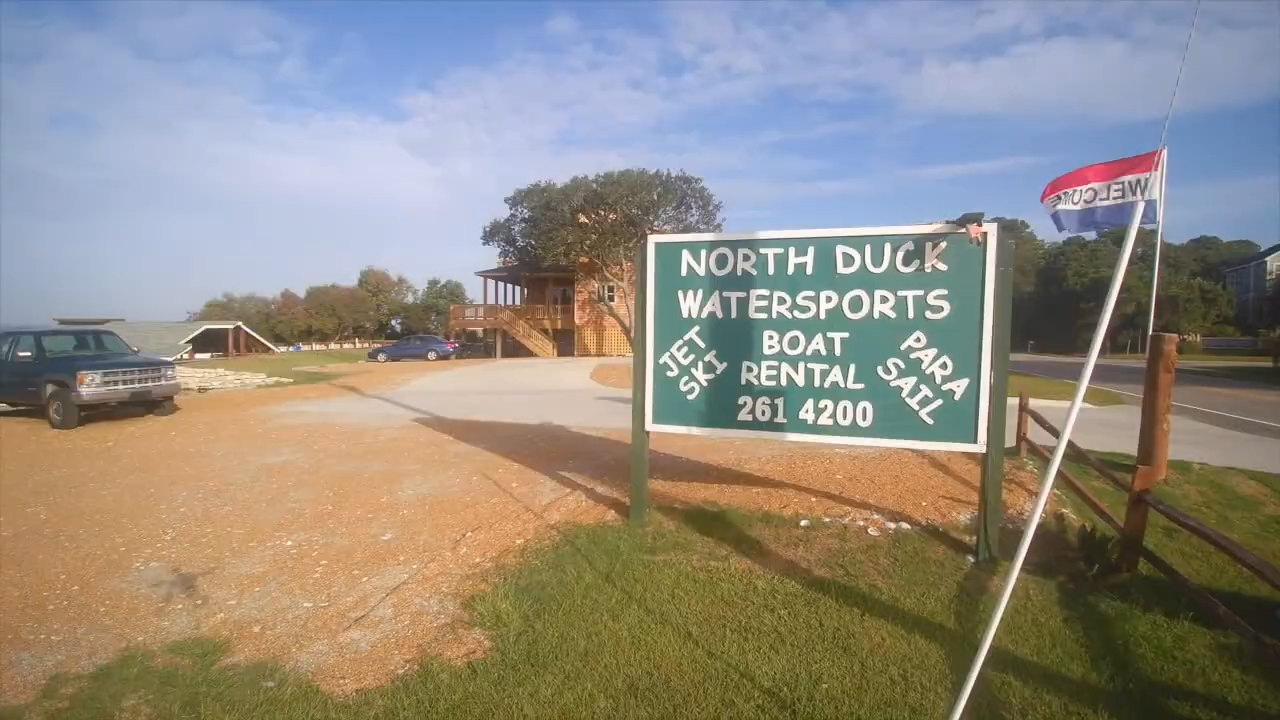 NORTH DUCK
WATERSPORTS
JET
SKI
BOAT
RENTAL
PARA
SAIL
261 4200
WELCOME